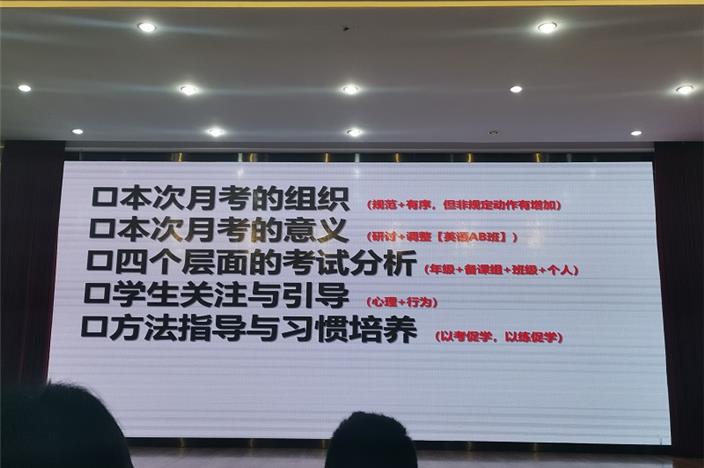 口本次月考的组织 (规范+有序，但非规定动作有增加)
口本次月考的意义 (研讨+调整【英语AB班】)
口四个层面的考试分析 (年级+备课组+班级+个人)
口学生关注与引导 (心理+行为)
口方法指导与习惯培养 (以考促学，以练促学)